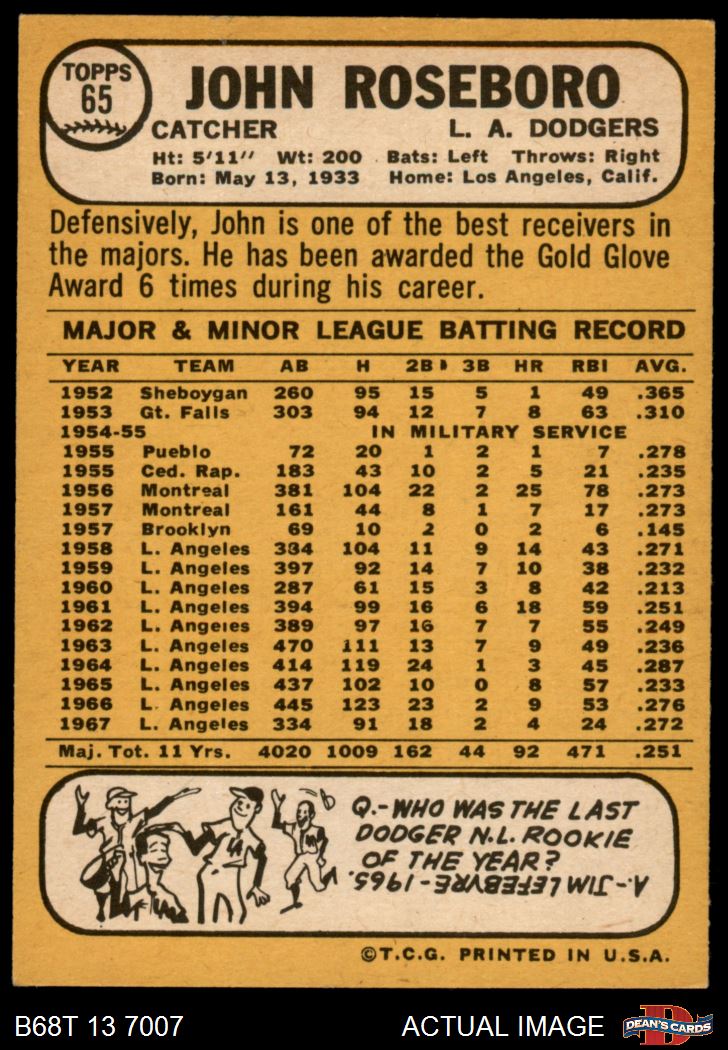 TOPPS
65
JOHN ROSEBORO
CATCHER L. A. DODGERS
Ht: 5'11" Wt: 200 Bats: Left Throws: Right
Born: May 13, 1933 Home: Los Angeles, Calif.
Defensively, John is one of the best receivers in
the majors. He has been awarded the Gold Glove
Award 6 times during his career.
MAJOR & MINOR LEAGUE BATTING RECORD
YEAR TEAM AB H 2B 3B HR RBI AVG.
1952 Sheboygan 260 95 15 5 1 49 .365
1953 Gt. Falls 303 94 12 7 8 63 .310
1954-55 IN MILITARY SERVICE
1955 Pueblo 72 20 1 2 1 7 .278
1955 Ced. Rap. 183 43 10 2 5 21 .235
1956 Montreal 381 104 22 2 25 78 .273
1957 Montreal 161 44 8 1 7 17 .273
1957 Brooklyn 69 10 2 0 2 6 .145
1958 L. Angeles 384 104 11 9 14 43 .271
1959 L. Angeles 397 92 14 7 10 38 .232
1960 L. Angeles 287 61 15 3 8 42 .213
1961 L. Angeles 394 99 16 6 18 59 .251
1962 L. Angeles 389 97 16 7 7 55 .249
1963 L. Angeles 470 111 13 7 9 49 .236
1964 L. Angeles 414 119 24 1 3 45 .287
1965 L. Angeles 437 102 10 0 8 57 .233
1966 L. Angeles 445 123 23 2 9 53 .276
1967 L. Angeles 334 91 18 2 4 24 .272
Maj. Tot. 11 Yrs. 4020 1009 162 44 92 471 .251
Q.-WHO WAS THE LAST
DODGER N.L. ROOKIE
OF THE YEAR?
A.-JIM LEFEBVRE-1965.
©T.C.G. PRINTED IN U.S.A.
B68T 13 7007 ACTUAL IMAGE
D
DEAN'S CARDS